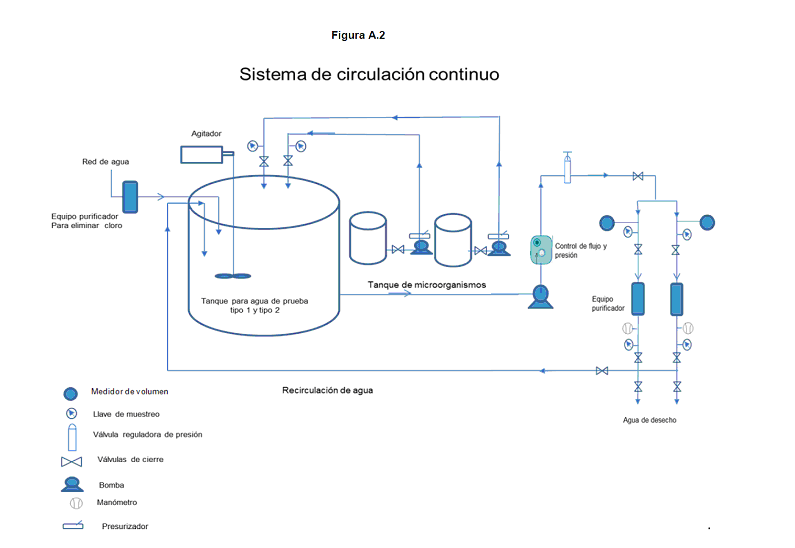 Figura A.2
Sistema de circulación continuo
Agitador
Red de agua
Equipo purificador
Para eliminar cloro
Control de flujo y
presión
Tanque de microorganismos
Tanque para agua de prueba
tipo 1 y tipo 2
Equipo
purificador
Recirculación de agua
Agua de desecho
Medidor de volumen
Llave de muestreo
Válvula reguladora de presión
Válvulas de cierre
Bomba
Manómetro
Presurizador
.